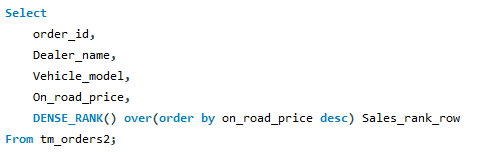 Select
order_id,
Dealer_name,
Vehicle_model,
On_road_price,
DENSE_RANK() over(order by on_road_price desc) Sales_rank_row
From tm_orders2;